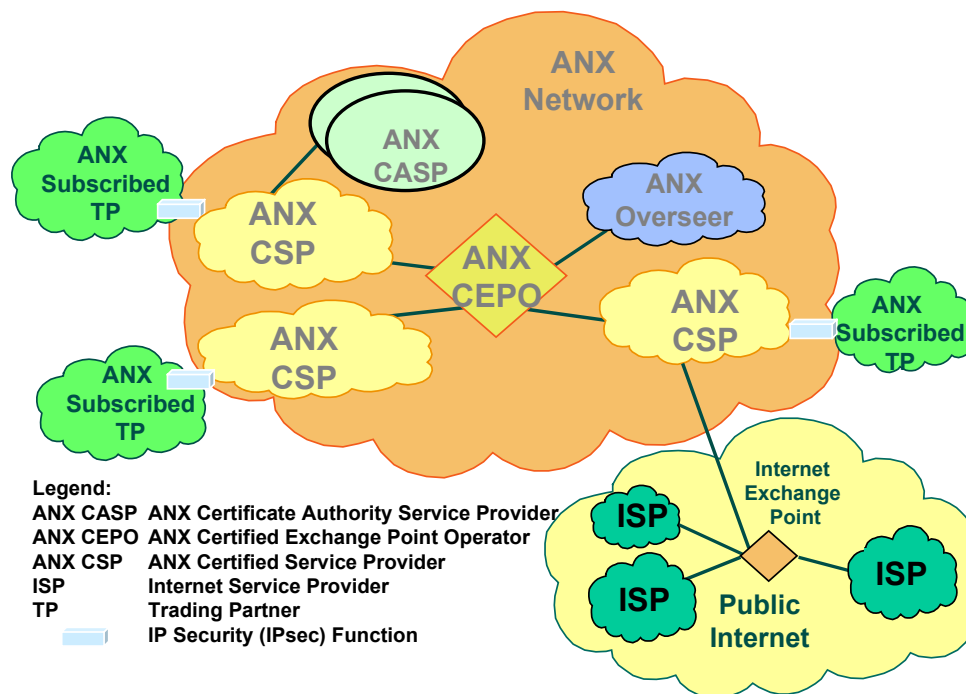 ANX
Network
ANX
CASP
ANX
Subscribed
TP
ANX
CSP
ANX
Overseer
ANX
CEPO
ANX
CSP
ANX
Subscribed
TP
ANX
CSP
ANX
Subscribed
TP
Legend:
ANX CASP ANX Certificate Authority Service Provider
ANX CEPO ANX Certified Exchange Point Operator
ANX CSP ANX Certified Service Provider
ISP Internet Service Provider
TP Trading Partner
IP Security (IPsec) Function
Internet
Exchange
Point
ISP
ISP
ISP
Public
Internet